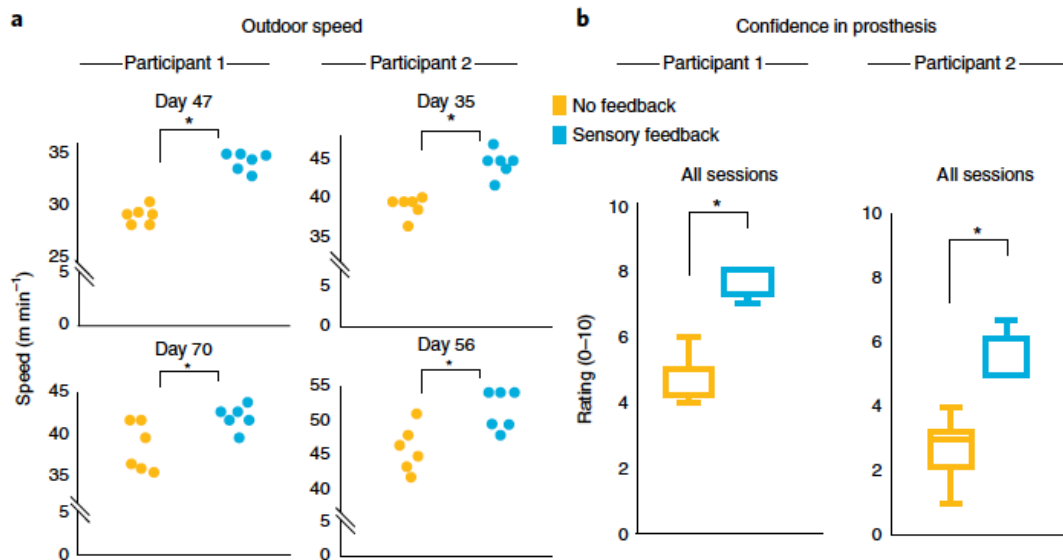 a
Outdoor speed
Participant 1
Participant 2
Day 47
Day 35
*
*
35
30
25
5
0
45
40
35
5
0
Day 70
Day 56
*
*
45
40
35
5
0
55
50
45
40
5
0
Speed (m min⁻¹)
b
Confidence in prosthesis
Participant 1
Participant 2
No feedback
Sensory feedback
All sessions
All sessions
*
*
10
8
6
4
2
0
10
8
6
4
2
0
Rating (0–10)